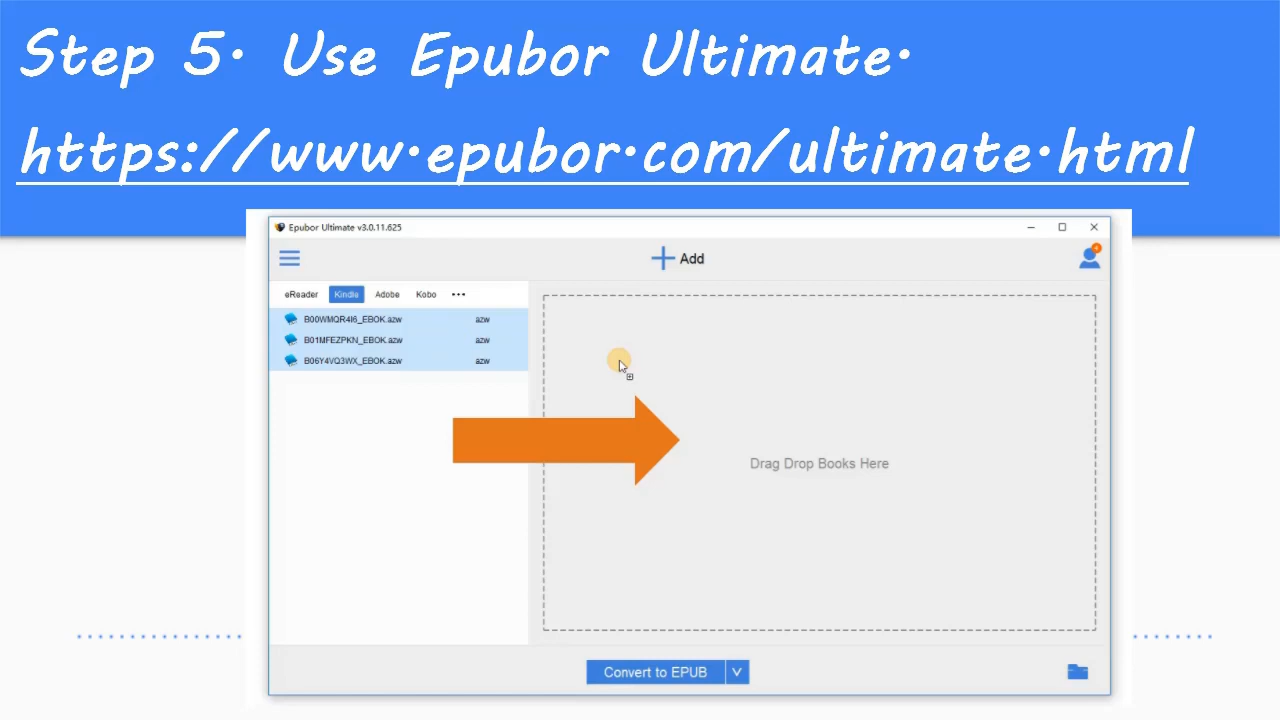 Step 5. Use Epubor Ultimate.
https://www.epubor.com/ultimate.html
Epubor Ultimate v3.0.11.625
Add
4
eReader Kindle Adobe Kobo •••
B00WMQR4I6_EBOK.azw azw
B01MFEZPKN_EBOK.azw azw
B06Y4VQ3WX_EBOK.azw azw
Drag Drop Books Here
Convert to EPUB